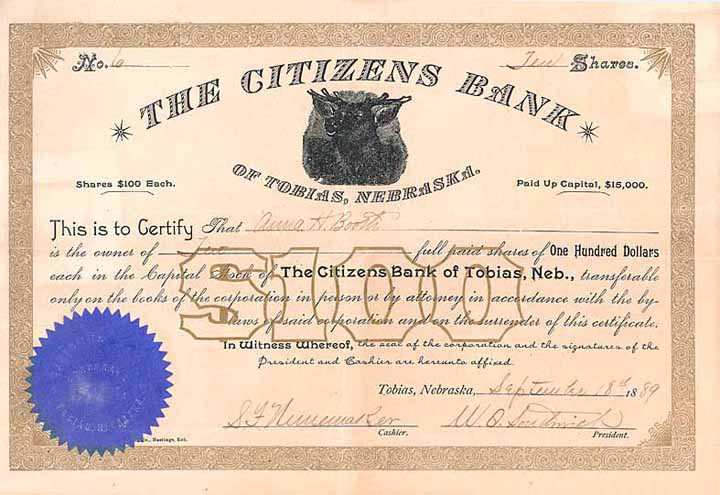 No. 6
Ten Shares.
THE CITIZENS BANK
OF TOBIAS, NEBRASKA.
Shares $100 Each.
Paid Up Capital, $15,000.
This is to Certify That Anna H. Booth
is the owner of Ten full paid shares of One Hundred Dollars
each in the Capital Stock of The Citizens Bank of Tobias, Neb., transferable
only on the books of the corporation in person or by attorney in accordance with the by-
laws of said corporation and on the surrender of this certificate.
$100
In Witness Whereof, the seal of the corporation and the signatures of the
President and Cashier are hereunto affixed
Tobias, Nebraska, September 18th 1889
Cashier.
W.O. Southwick
President.
Co., Hastings, Neb.